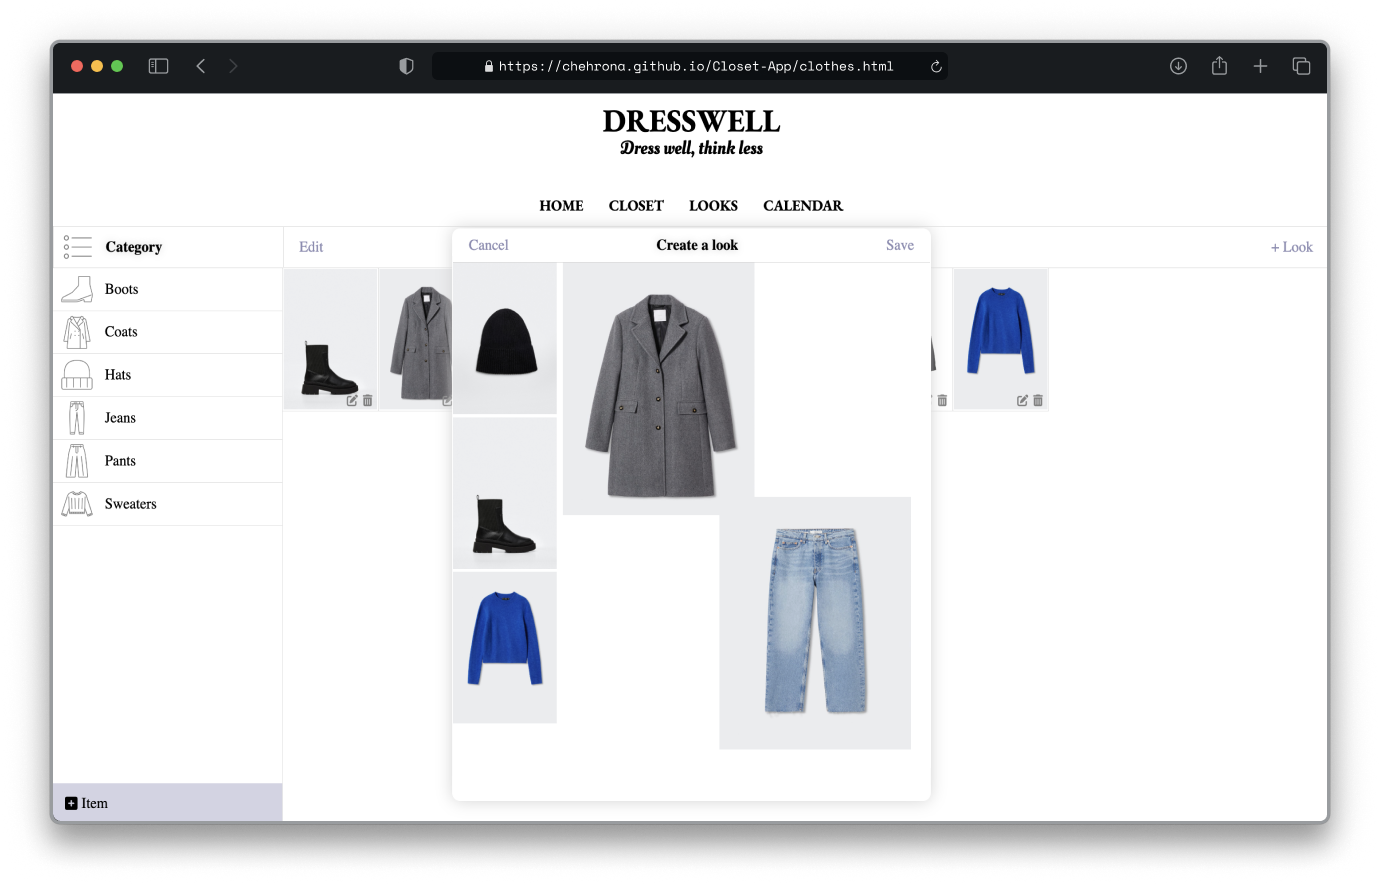 https://chehrona.github.io/Closet-App/clothes.html
DRESSWELL
Dress well, think less
HOME CLOSET LOOKS CALENDAR
Category
Edit
Cancel Create a look Save
+ Look
Boots
Coats
Hats
Jeans
Pants
Sweaters
Item